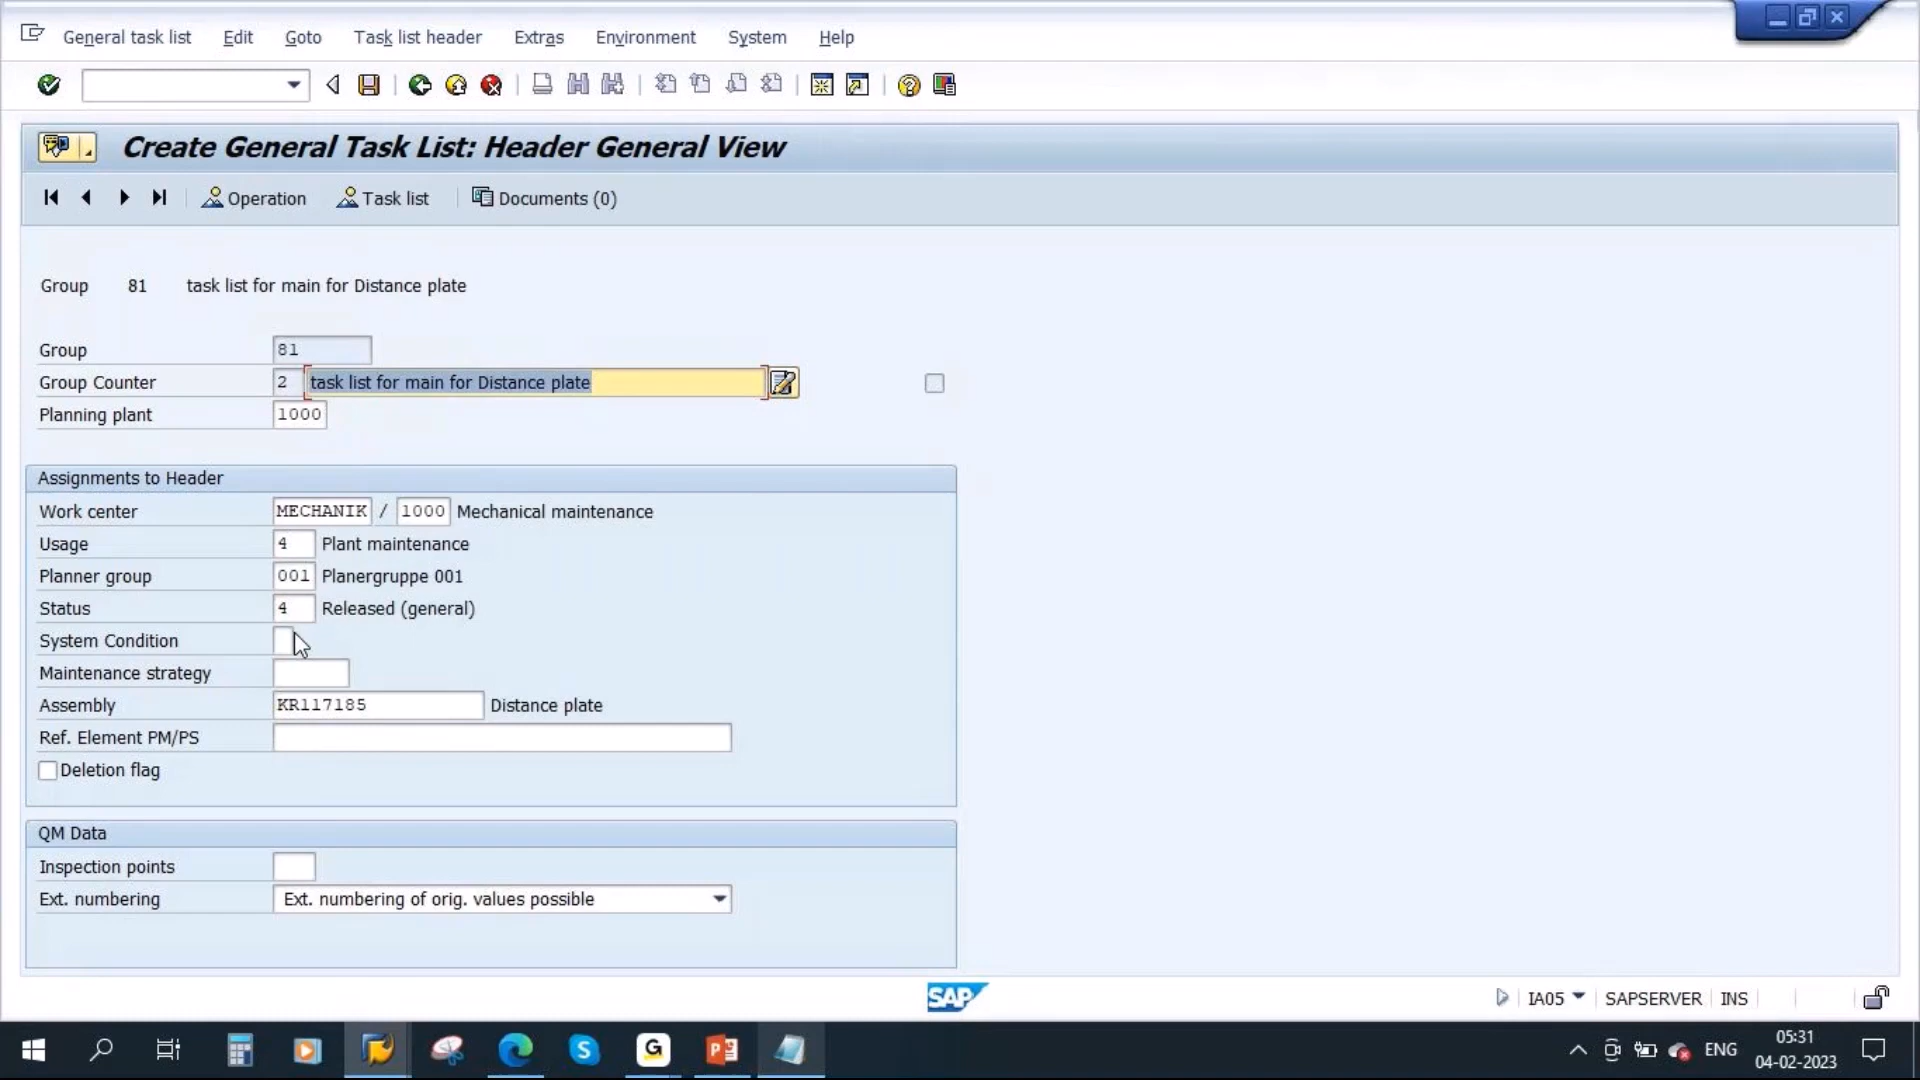 General task list Edit Goto Task list header Extras Environment System Help
Create General Task List: Header General View
Operation Task list Documents (0)
Group 81 task list for main for Distance plate
Group 81
Group Counter 2 task list for main for Distance plate
Planning plant 1000
Assignments to Header
Work center MECHANIK / 1000 Mechanical maintenance
Usage 4 Plant maintenance
Planner group 001 Planergruppe 001
Status 4 Released (general)
System Condition
Maintenance strategy
Assembly KR117185 Distance plate
Ref. Element PM/PS
Deletion flag
QM Data
Inspection points
Ext. numbering Ext. numbering of orig. values possible
SAP IA05 SAPSERVER INS
ENG 05:31
04-02-2023